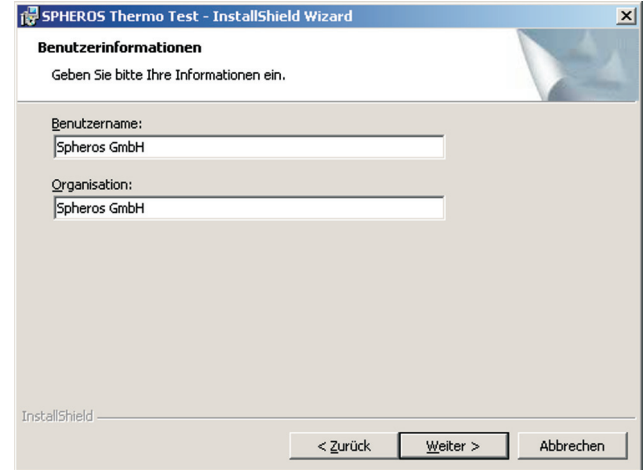 SPHEROS Thermo Test - InstallShield Wizard
Benutzerinformationen
Geben Sie bitte Ihre Informationen ein.
Benutzername:
Spheros GmbH
Organisation:
Spheros GmbH
InstallShield
< Zurück Weiter > Abbrechen